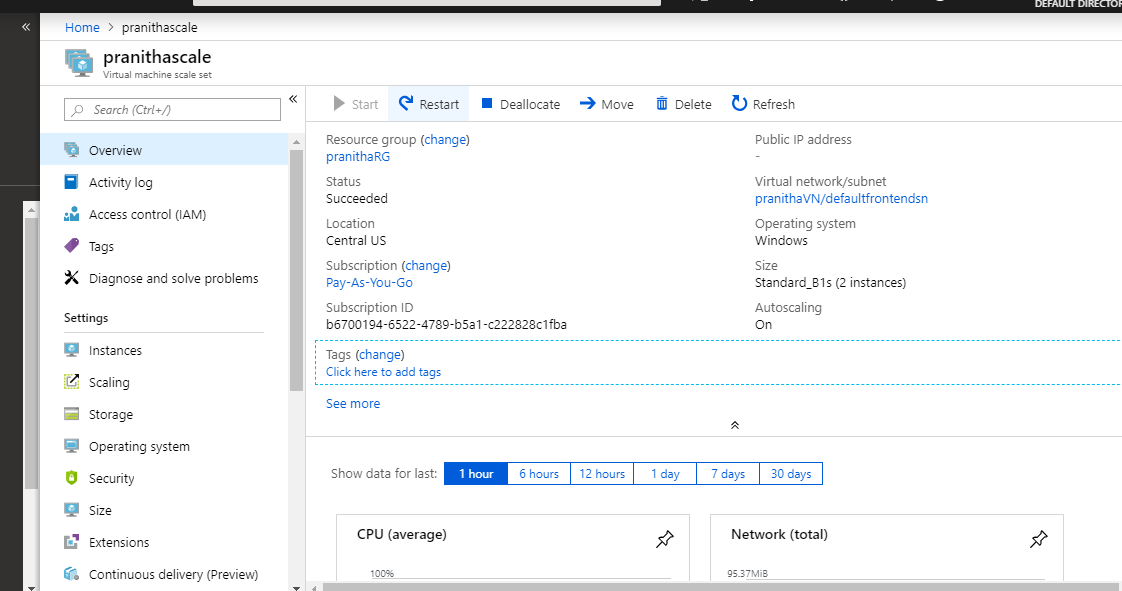 DEFAULT DIRECTOR
Home > pranithascale
pranithascale
Virtual machine scale set
Search (Ctrl+/)
Overview
Activity log
Access control (IAM)
Tags
Diagnose and solve problems
Settings
Instances
Scaling
Storage
Operating system
Security
Size
Extensions
Continuous delivery (Preview)
Start Restart Deallocate Move Delete Refresh
Resource group (change)
pranithaRG
Status
Succeeded
Location
Central US
Subscription (change)
Pay-As-You-Go
Subscription ID
b6700194-6522-4789-b5a1-c222828c1fba
Public IP address
-
Virtual network/subnet
pranithaVN/defaultfrontendsn
Operating system
Windows
Size
Standard_B1s (2 instances)
Autoscaling
On
Tags (change)
Click here to add tags
See more
Show data for last: 1 hour 6 hours 12 hours 1 day 7 days 30 days
CPU (average)
100%
Network (total)
95.37MiB